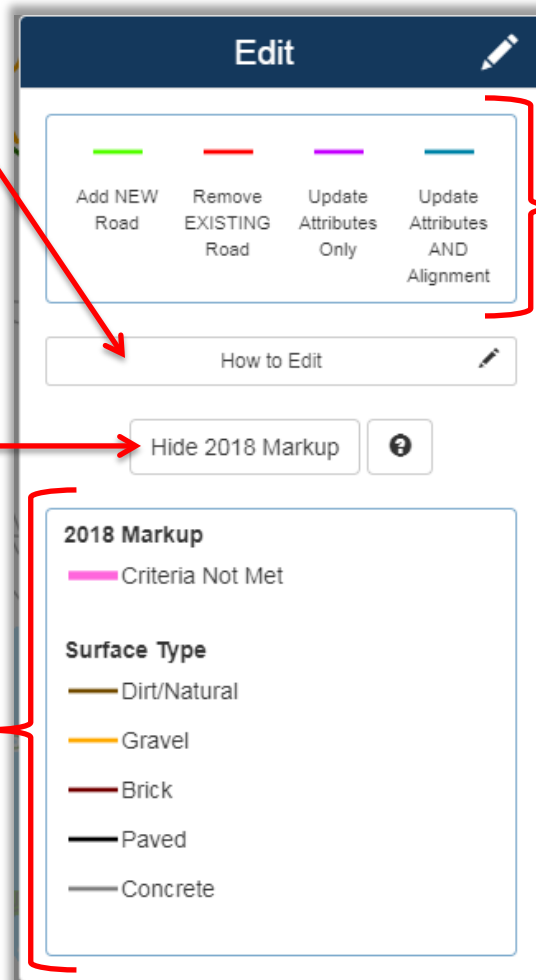 Edit
Add NEW
Road
Remove
EXISTING
Road
Update
Attributes
Only
Update
Attributes
AND
Alignment
How to Edit
Hide 2018 Markup
?
2018 Markup
Criteria Not Met
Surface Type
Dirt/Natural
Gravel
Brick
Paved
Concrete